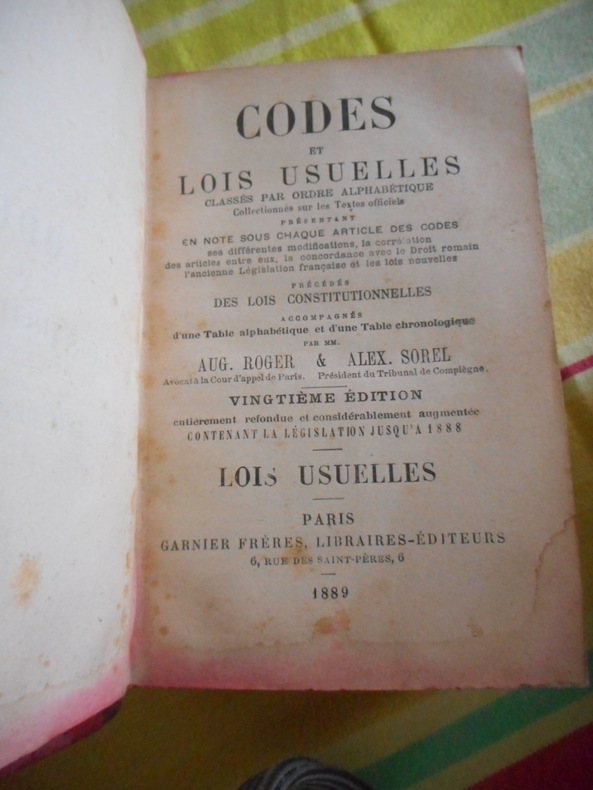 CODES
ET
LOIS USUELLES
CLASSÉS PAR ORDRE ALPHABÉTIQUE
Collectionnés sur les Textes officiels
PRÉSENTANT
EN NOTE SOUS CHAQUE ARTICLE DES CODES
ses différentes modifications, la corrélation
des articles entre eux, la concordance avec le Droit romain
l'ancienne Législation française et les lois nouvelles
PRÉCÉDÉS
DES LOIS CONSTITUTIONNELLES
ACCOMPAGNÉS
d'une Table alphabétique et d'une Table chronologique
PAR MM.
AUG. ROGER & ALEX. SOREL
Avocat à la Cour d'appel de Paris. Président du Tribunal de Compiègne.
VINGTIÈME ÉDITION
entièrement refondue et considérablement augmentée
CONTENANT LA LÉGISLATION JUSQU'A 1888
LOIS USUELLES
PARIS
GARNIER FRÈRES, LIBRAIRES-ÉDITEURS
6, RUE DES SAINT-PÈRES, 6
1889